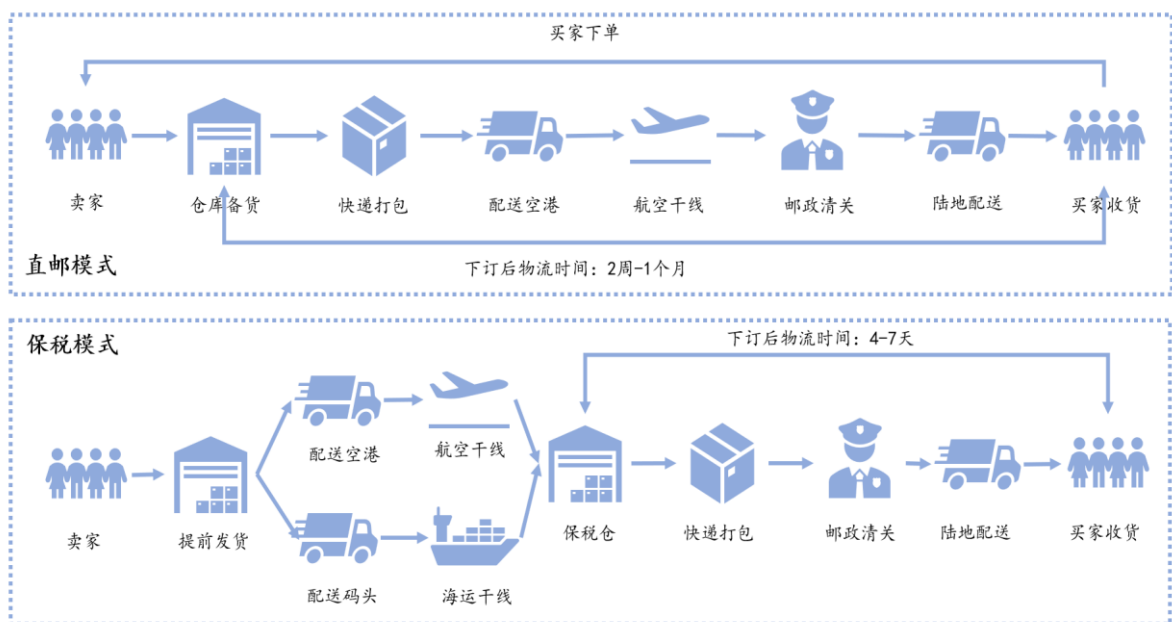 买家下单
卖家
仓库备货
快递打包
配送空港
航空干线
邮政清关
陆地配送
买家收货
直邮模式
下订后物流时间：2周-1个月
保税模式
下订后物流时间：4-7天
配送空港
航空干线
卖家
提前发货
保税仓
快递打包
邮政清关
陆地配送
买家收货
配送码头
海运干线